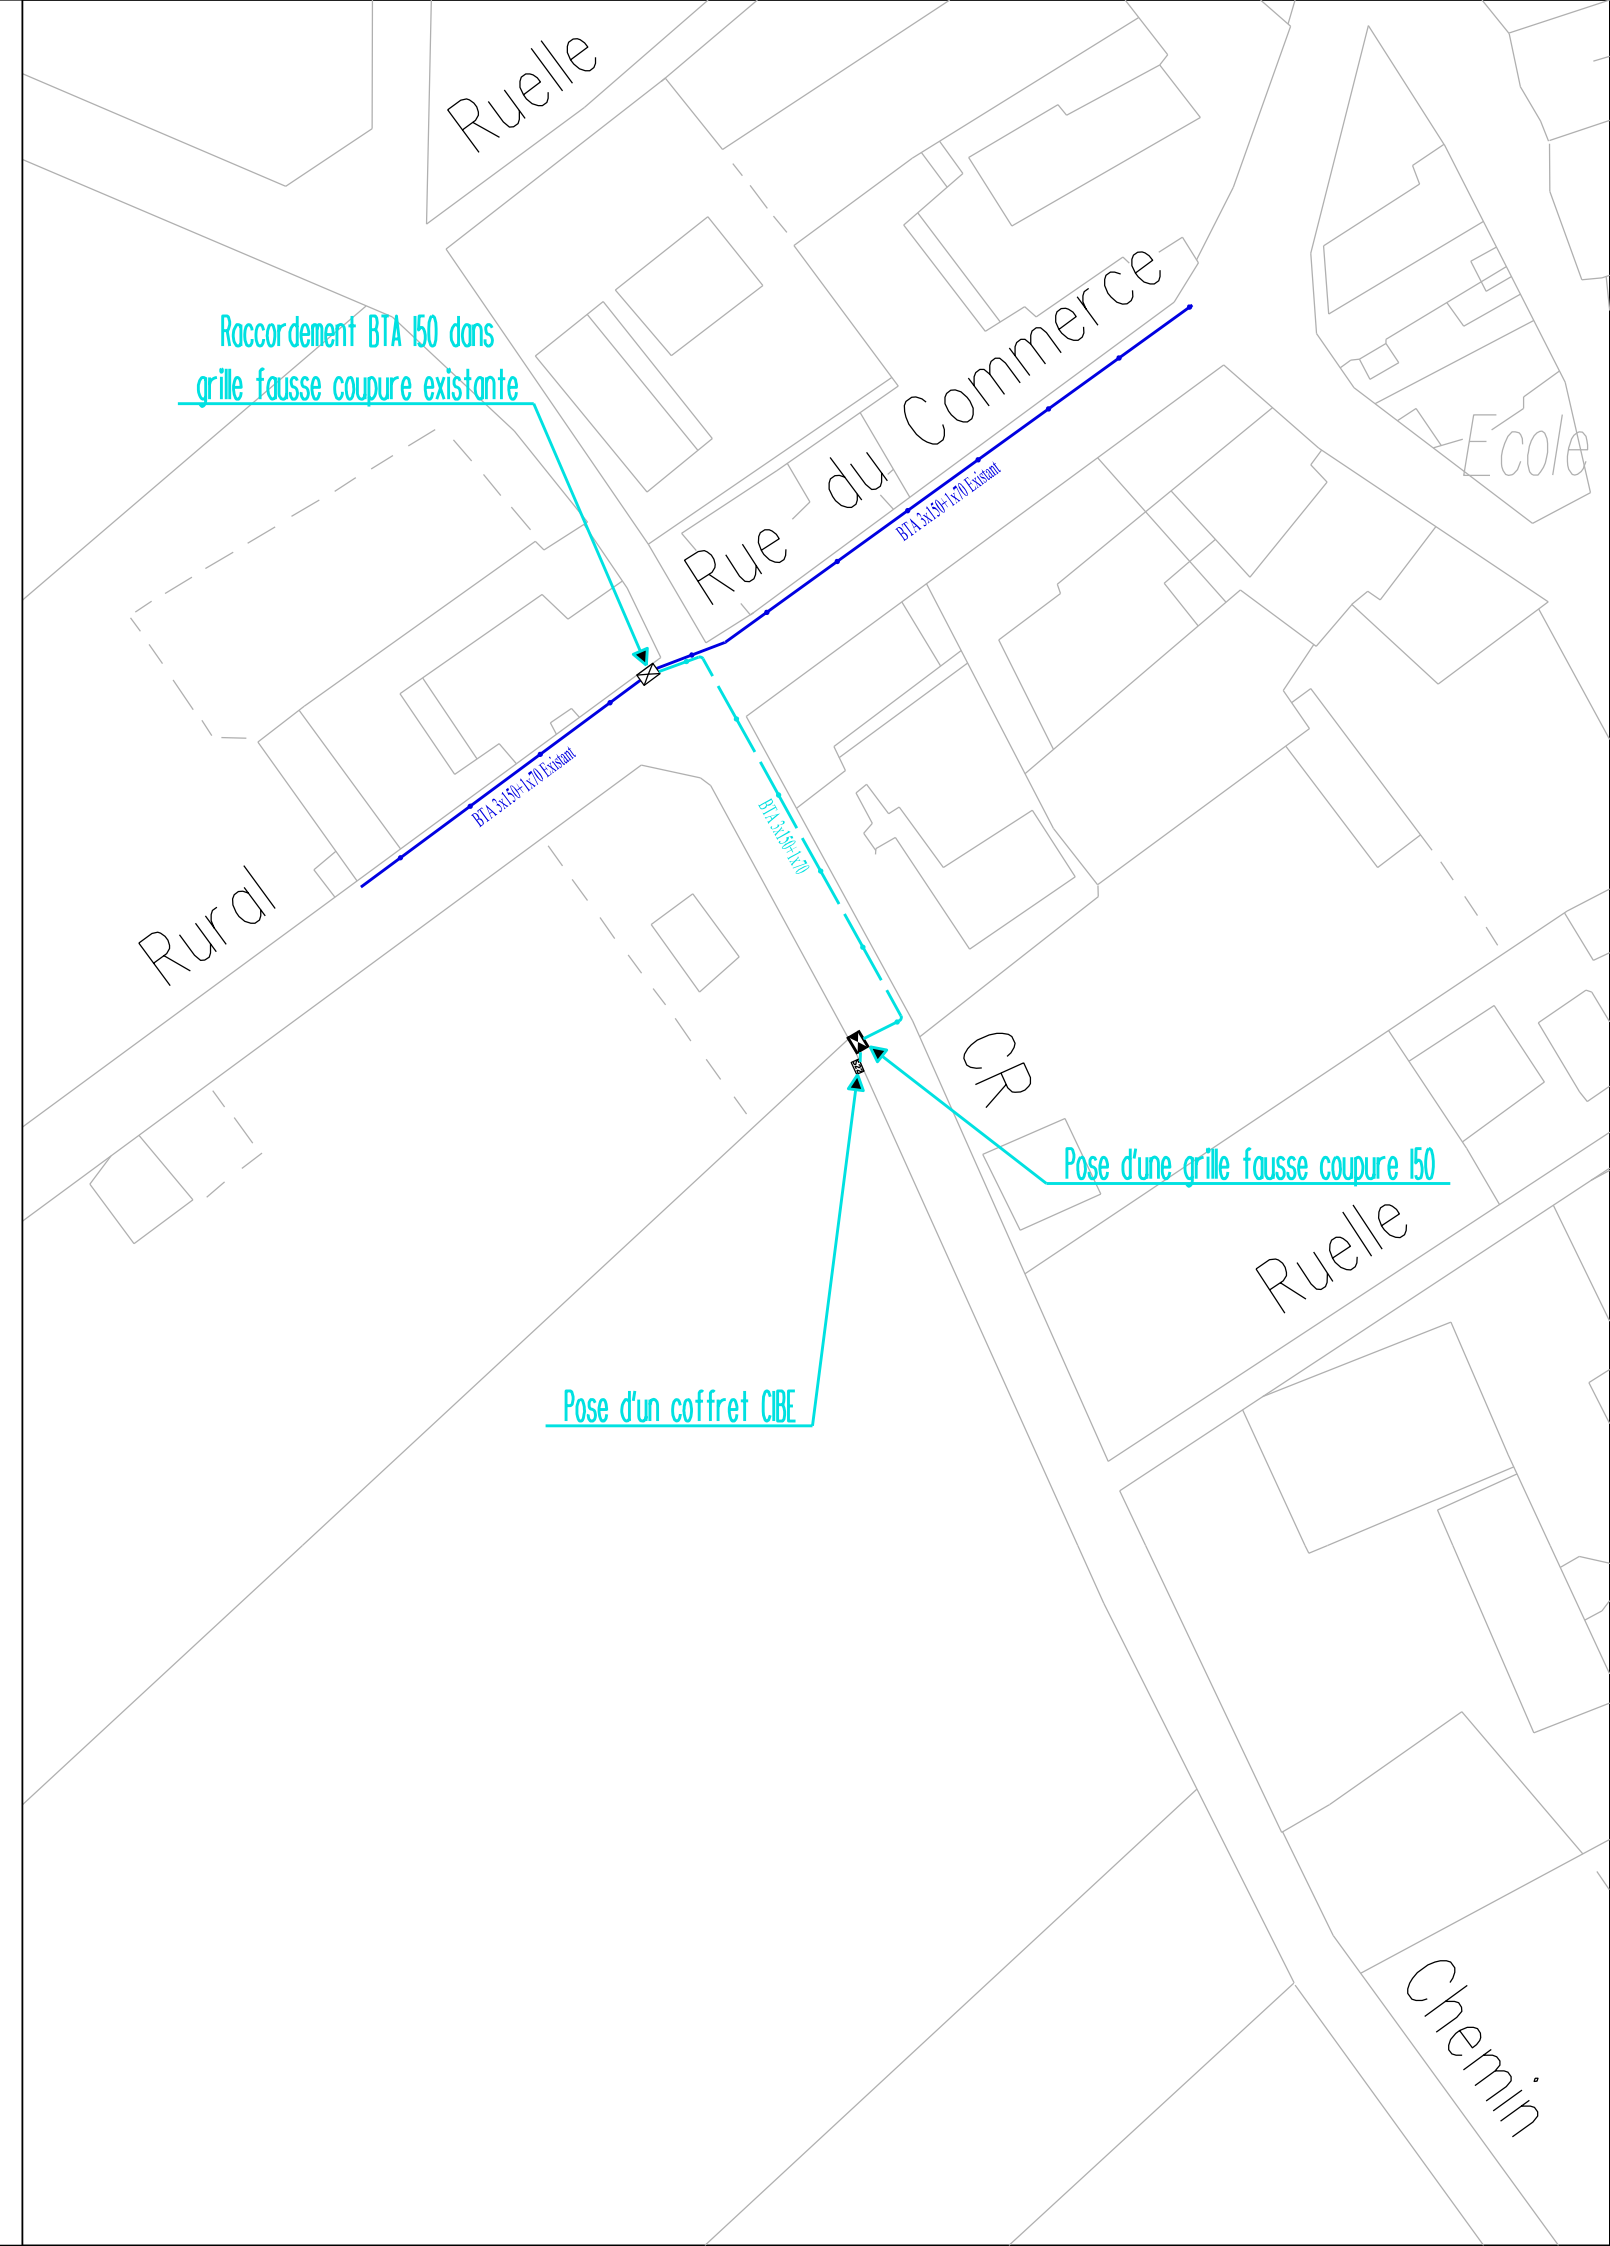 Ruelle
Rue du Commerce
Raccordement BTA 150 dans
grille fausse coupure existante
Ecole
BTA 3x150+1x70 Existant
BTA 3x150+1x70 Existant
BTA 3x150+1x70
Rural
CR
Pose d'une grille fausse coupure 150
Ruelle
Pose d'un coffret CIBE
Chemin